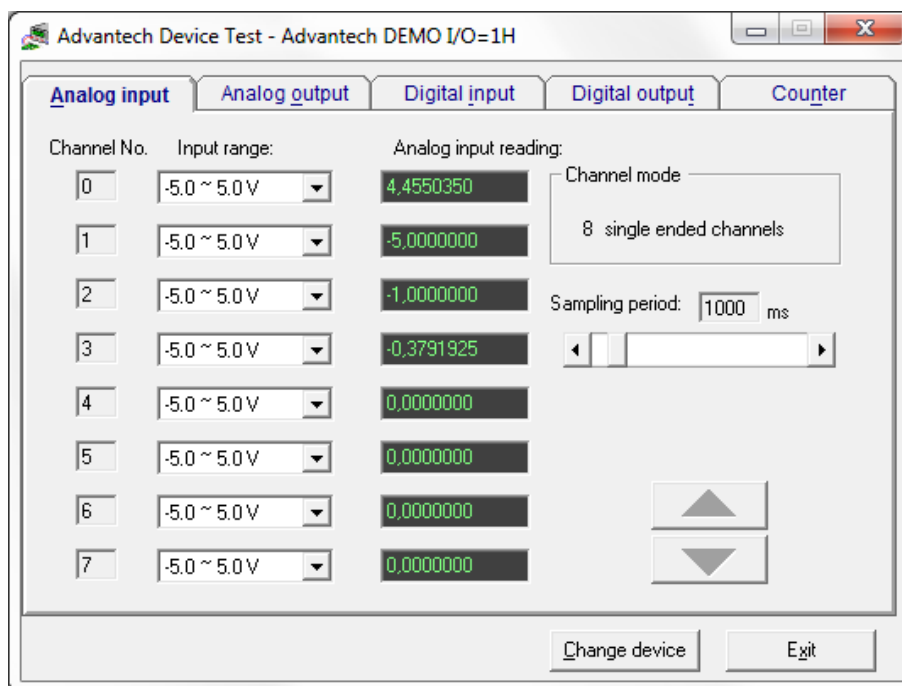 Advantech Device Test - Advantech DEMO I/O=1H
Analog input Analog output Digital input Digital output Counter
Channel No. Input range: Analog input reading:
0 -5.0 ~ 5.0 V 4,4550350
Channel mode
8 single ended channels
1 -5.0 ~ 5.0 V -5,0000000
2 -5.0 ~ 5.0 V -1,0000000
Sampling period: 1000 ms
3 -5.0 ~ 5.0 V -0,3791925
4 -5.0 ~ 5.0 V 0,0000000
5 -5.0 ~ 5.0 V 0,0000000
6 -5.0 ~ 5.0 V 0,0000000
7 -5.0 ~ 5.0 V 0,0000000
Change device Exit